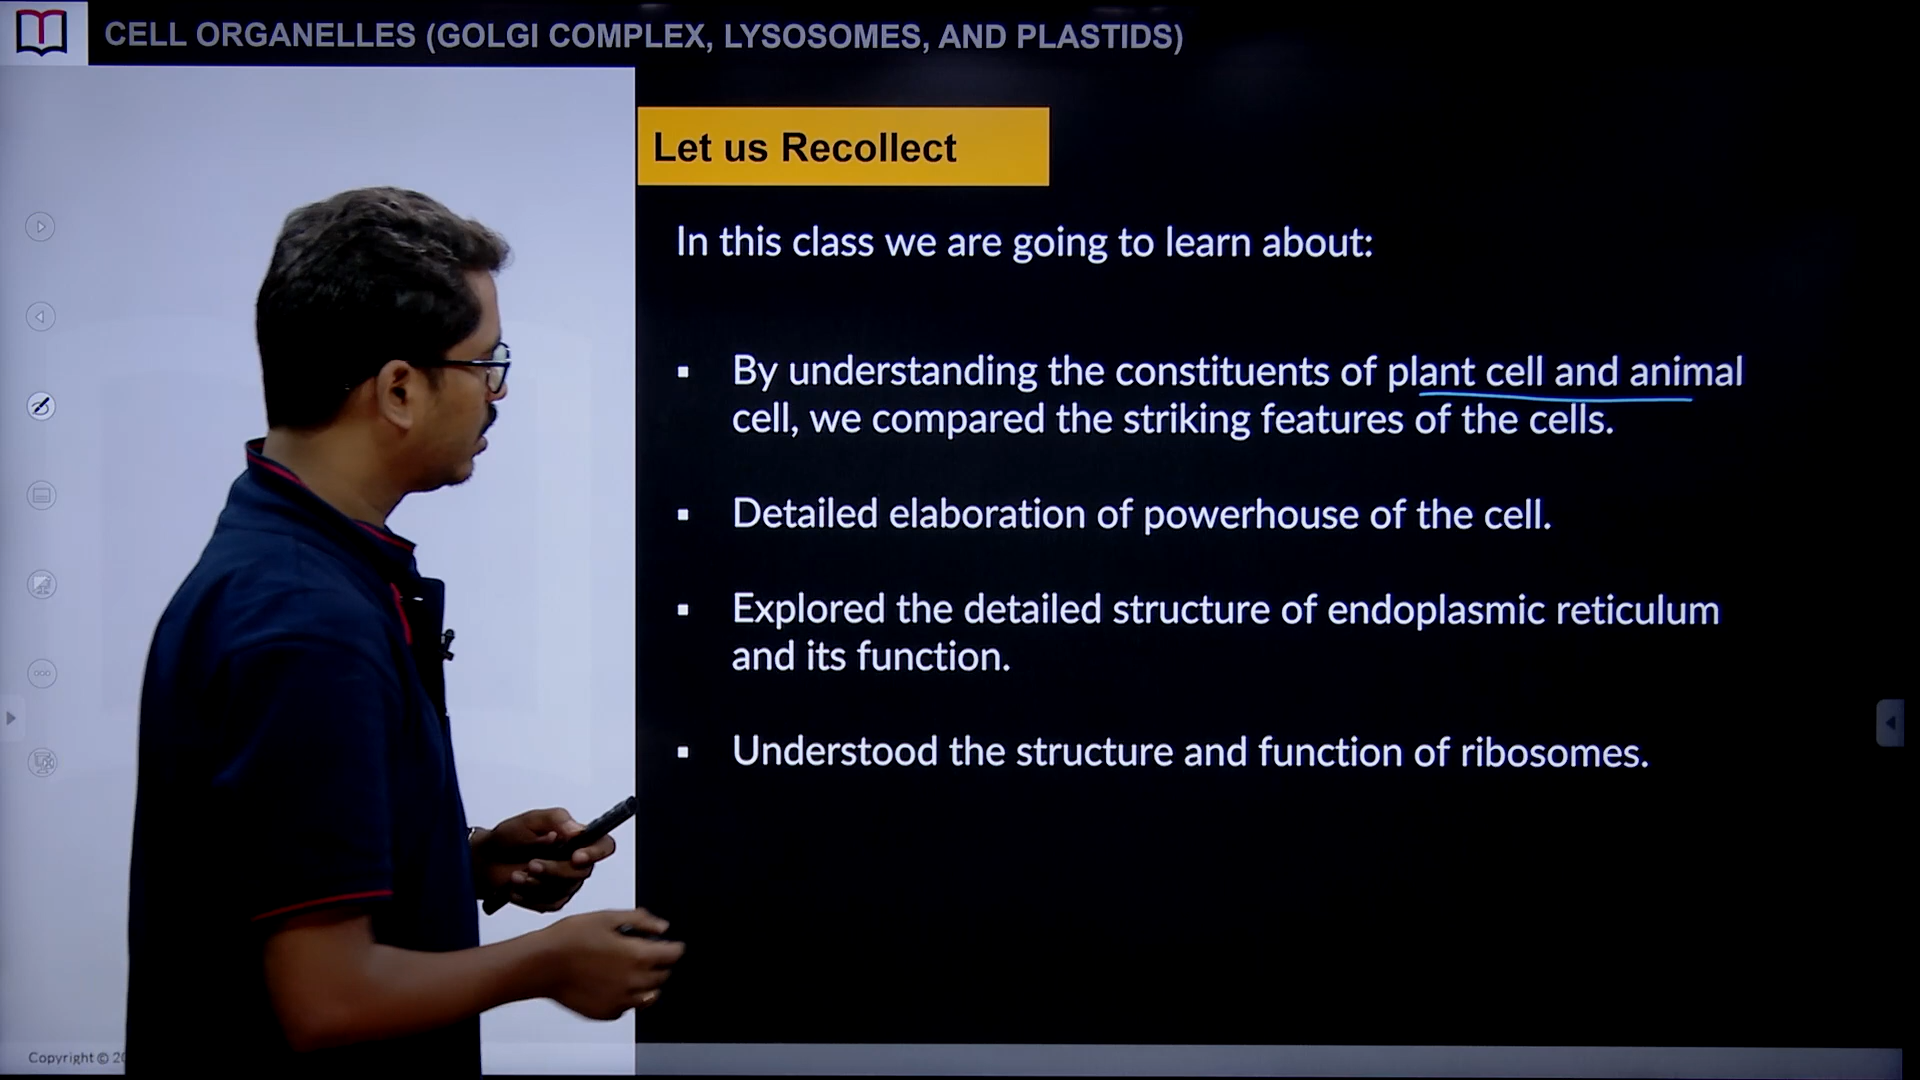 CELL ORGANELLES (GOLGI COMPLEX, LYSOSOMES, AND PLASTIDS)
Let us Recollect
In this class we are going to learn about:
▪ By understanding the constituents of plant cell and animal
cell, we compared the striking features of the cells.
▪ Detailed elaboration of powerhouse of the cell.
▪ Explored the detailed structure of endoplasmic reticulum
and its function.
▪ Understood the structure and function of ribosomes.
Copyright ©